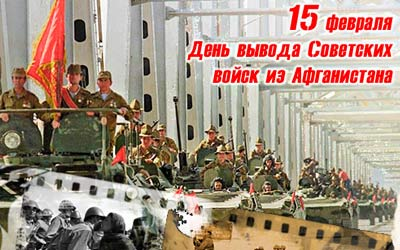 15 февраля
День вывода Советских
войск из Афганистана